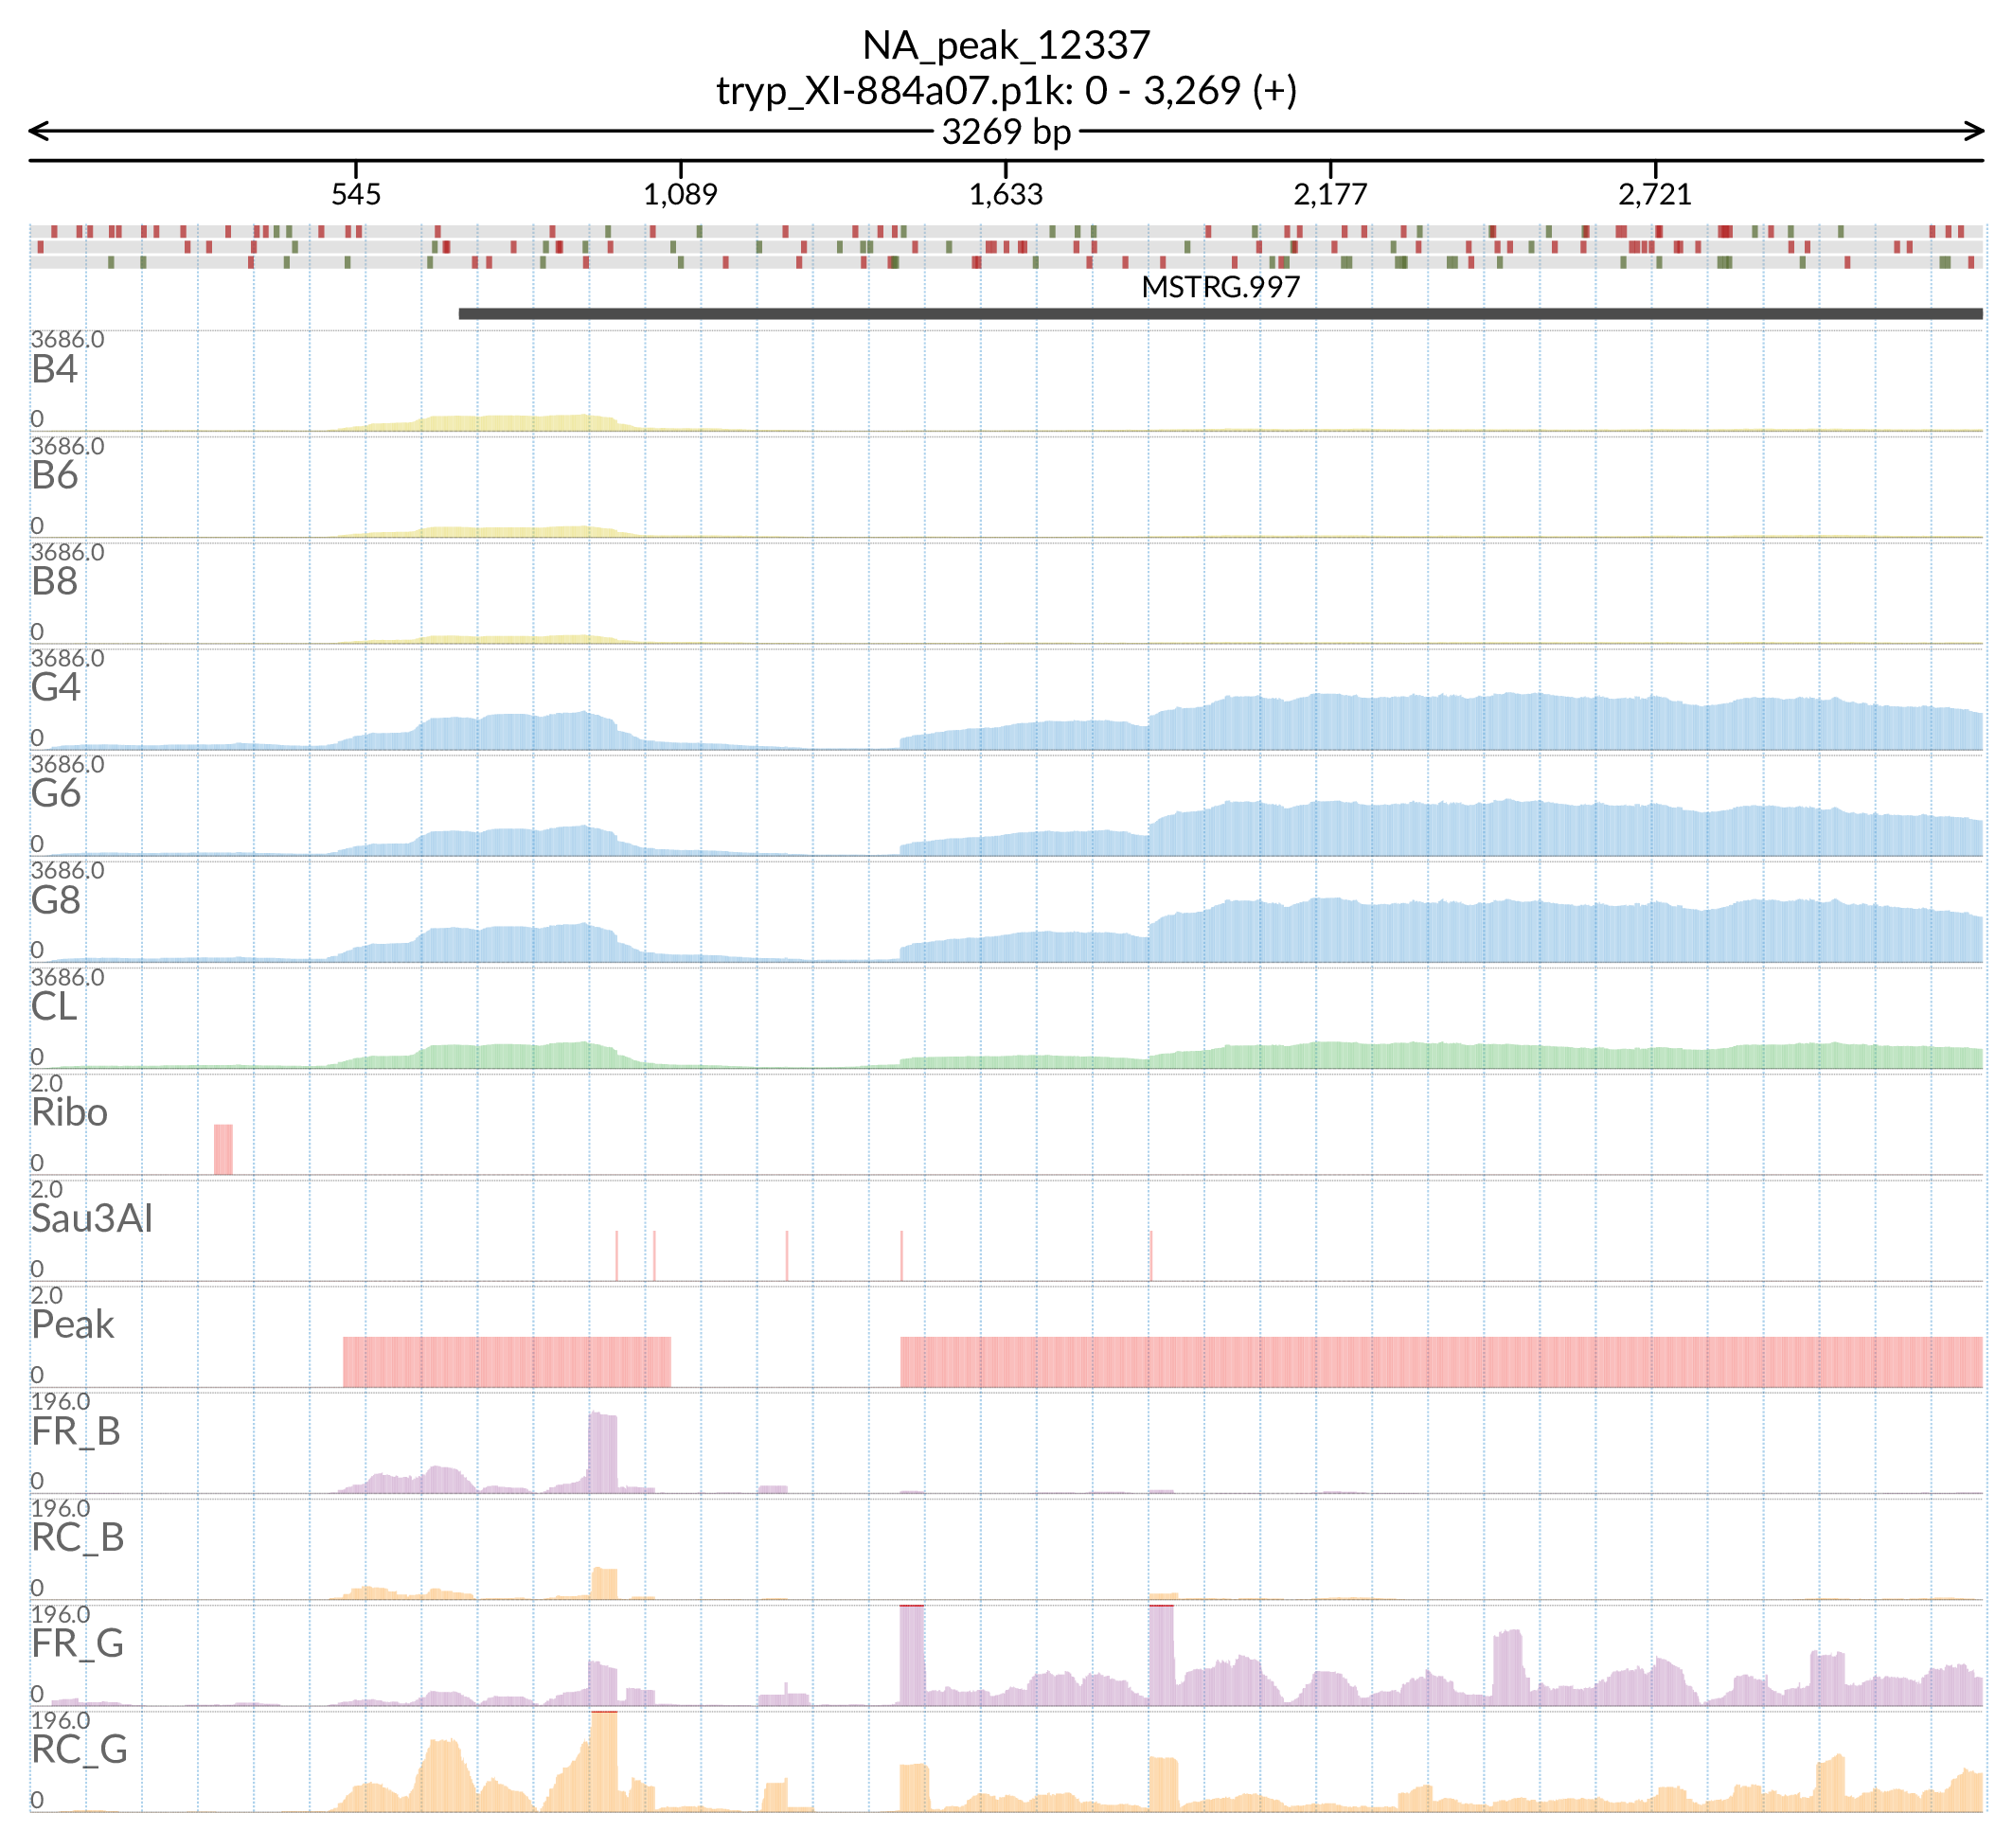 NA_peak_12337
tryp_XI-884a07.p1k: 0 - 3,269 (+)
3269 bp
545 1,089 1,633 2,177 2,721
MSTRG.997
3686.0
B4
0
3686.0
B6
0
3686.0
B8
0
3686.0
G4
0
3686.0
G6
0
3686.0
G8
0
3686.0
CL
0
2.0
Ribo
0
2.0
Sau3AI
0
2.0
Peak
0
196.0
FR_B
0
196.0
RC_B
0
196.0
FR_G
0
196.0
RC_G
0